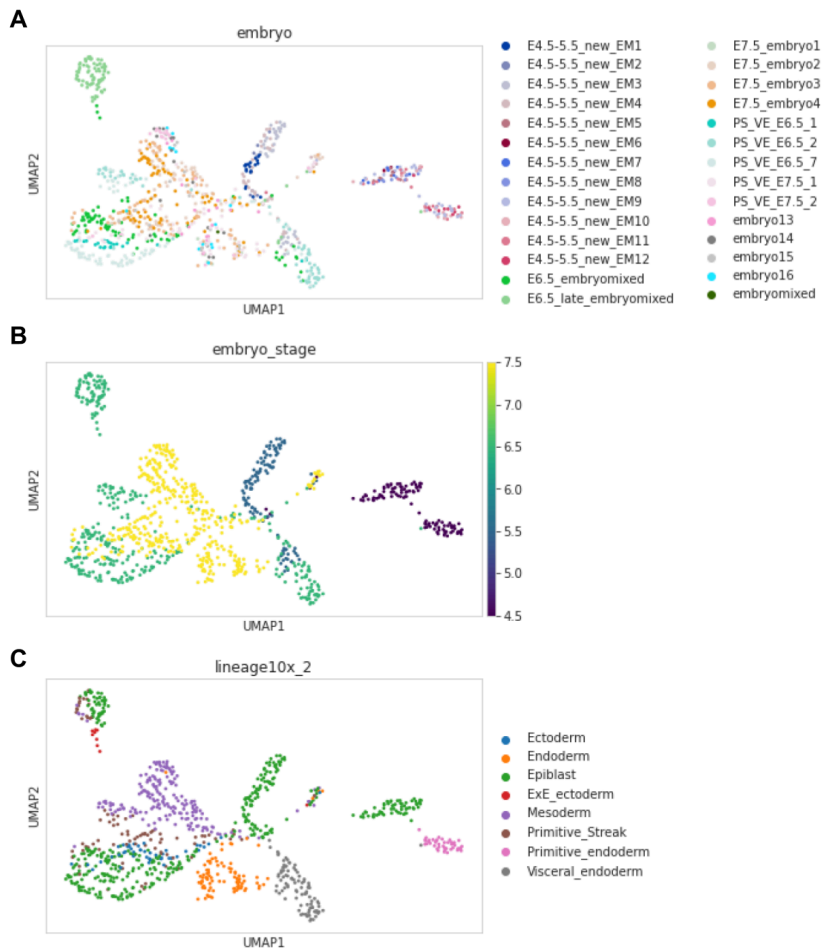 A
embryo
UMAP2
UMAP1
E4.5-5.5_new_EM1
E4.5-5.5_new_EM2
E4.5-5.5_new_EM3
E4.5-5.5_new_EM4
E4.5-5.5_new_EM5
E4.5-5.5_new_EM6
E4.5-5.5_new_EM7
E4.5-5.5_new_EM8
E4.5-5.5_new_EM9
E4.5-5.5_new_EM10
E4.5-5.5_new_EM11
E4.5-5.5_new_EM12
E6.5_embryomixed
E6.5_late_embryomixed
E7.5_embryo1
E7.5_embryo2
E7.5_embryo3
E7.5_embryo4
PS_VE_E6.5_1
PS_VE_E6.5_2
PS_VE_E6.5_7
PS_VE_E7.5_1
PS_VE_E7.5_2
embryo13
embryo14
embryo15
embryo16
embryomixed
B
embryo_stage
UMAP2
UMAP1
7.5
7.0
6.5
6.0
5.5
5.0
4.5
C
lineage10x_2
UMAP2
UMAP1
Ectoderm
Endoderm
Epiblast
ExE_ectoderm
Mesoderm
Primitive_Streak
Primitive_endoderm
Visceral_endoderm